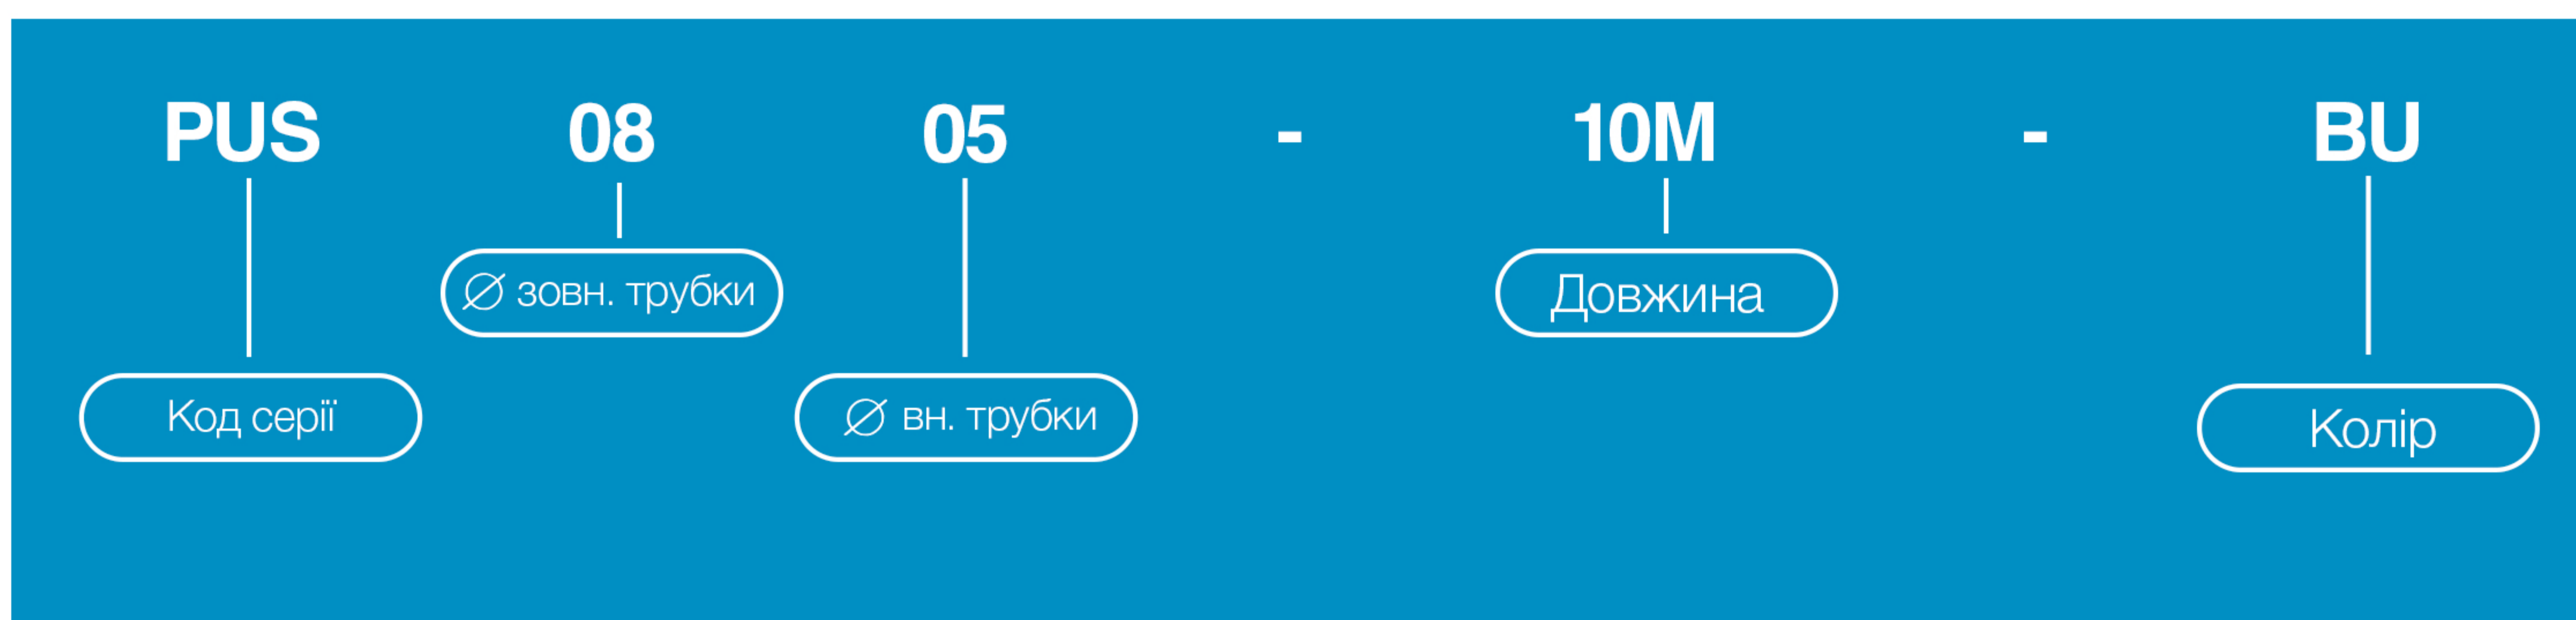 PUS 08 05 - 10M - BU
∅ зовн. трубки Довжина
Код серії ∅ вн. трубки Колір